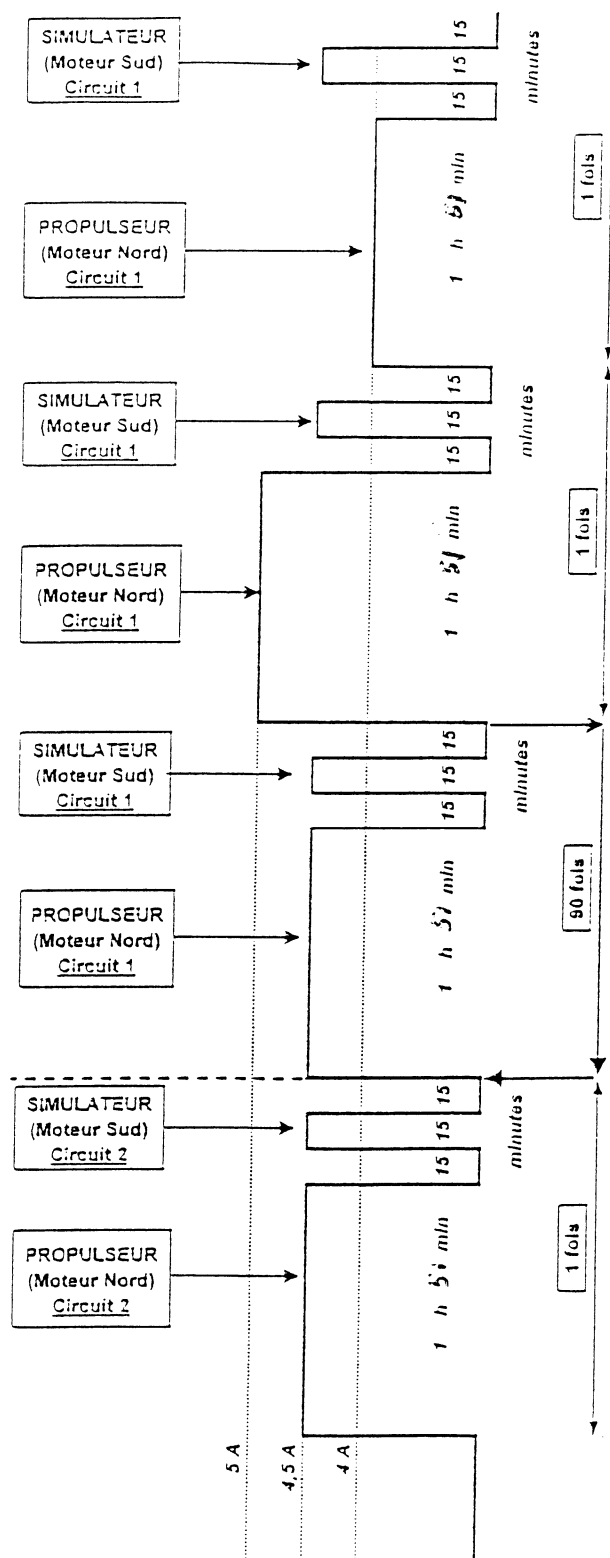 SIMULATEUR
(Moteur Sud)
Circuit 1
15
15
15
minutes
PROPULSEUR
(Moteur Nord)
Circuit 1
1 h 51 min
1 fois
SIMULATEUR
(Moteur Sud)
Circuit 1
15
15
15
minutes
PROPULSEUR
(Moteur Nord)
Circuit 1
1 h 51 min
1 fois
SIMULATEUR
(Moteur Sud)
Circuit 1
15
15
15
minutes
PROPULSEUR
(Moteur Nord)
Circuit 1
1 h min
90 fois
SIMULATEUR
(Moteur Sud)
Circuit 2
15
15
15
minutes
PROPULSEUR
(Moteur Nord)
Circuit 2
1 h 51 min
1 fois
5 A
4,5 A
4 A